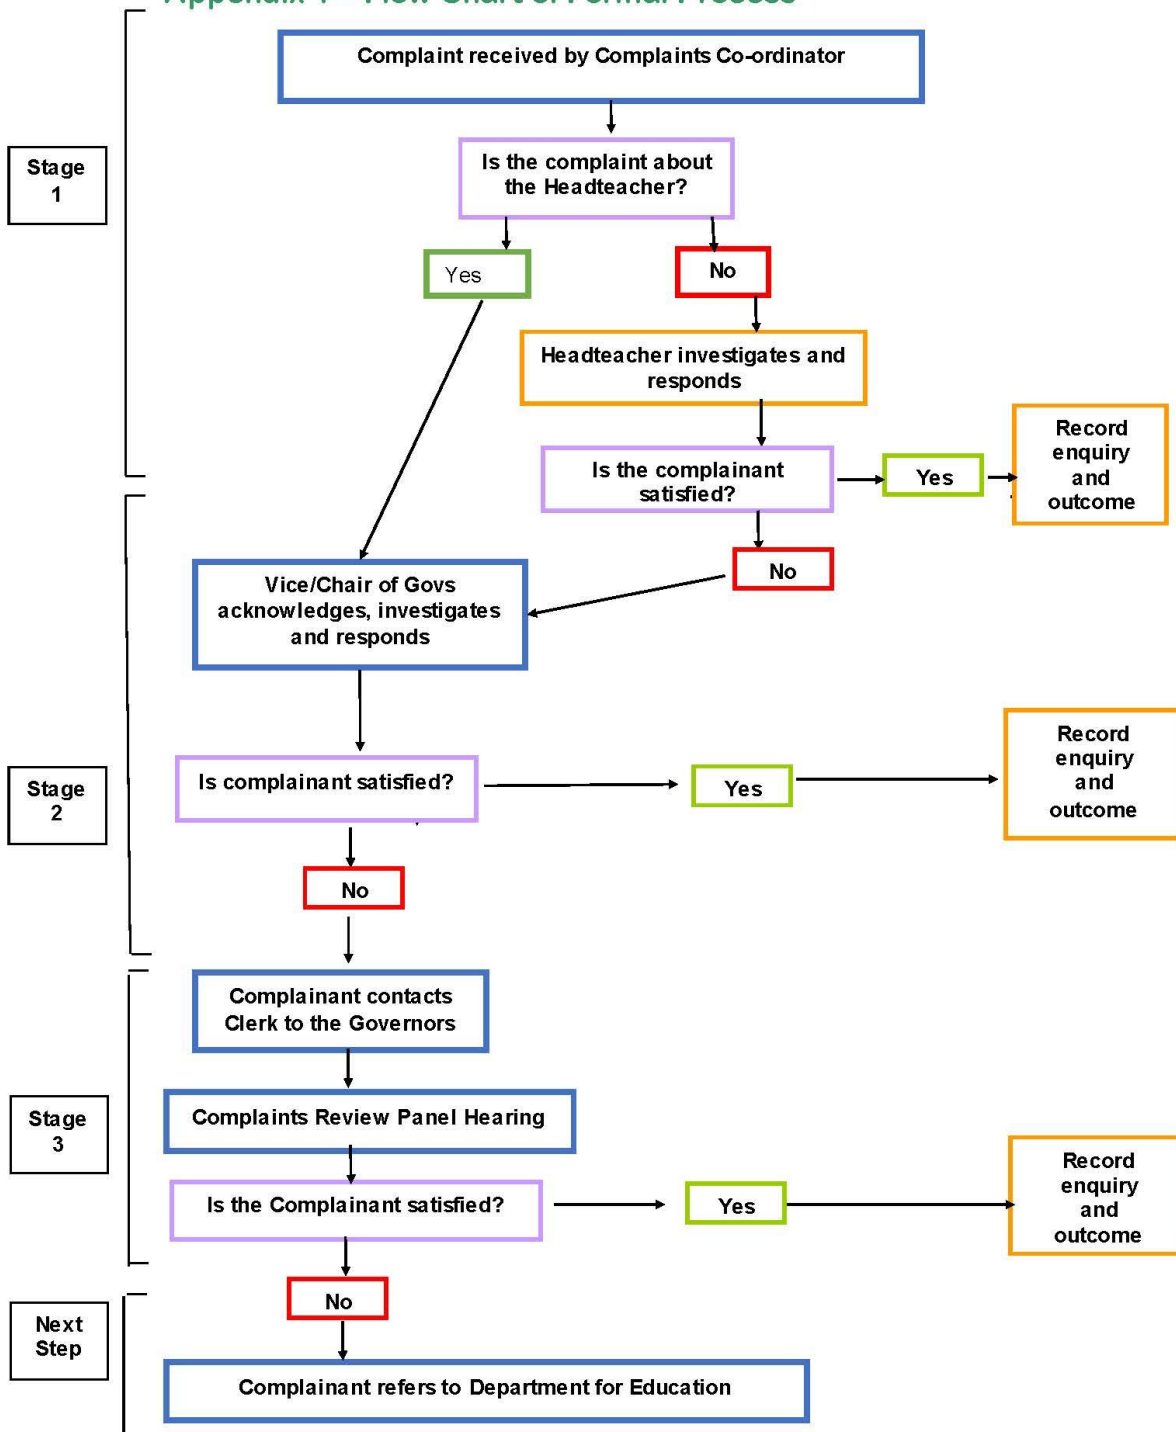 Complaint received by Complaints Co-ordinator
Stage
1
Is the complaint about
the Headteacher?
Yes
No
Headteacher investigates and
responds
Is the complainant
satisfied?
Yes
Record
enquiry
and
outcome
No
Vice/Chair of Govs
acknowledges, investigates
and responds
Stage
2
Is complainant satisfied?
Yes
Record
enquiry
and
outcome
No
Complainant contacts
Clerk to the Governors
Stage
3
Complaints Review Panel Hearing
Is the Complainant satisfied?
Yes
Record
enquiry
and
outcome
No
Next
Step
Complainant refers to Department for Education